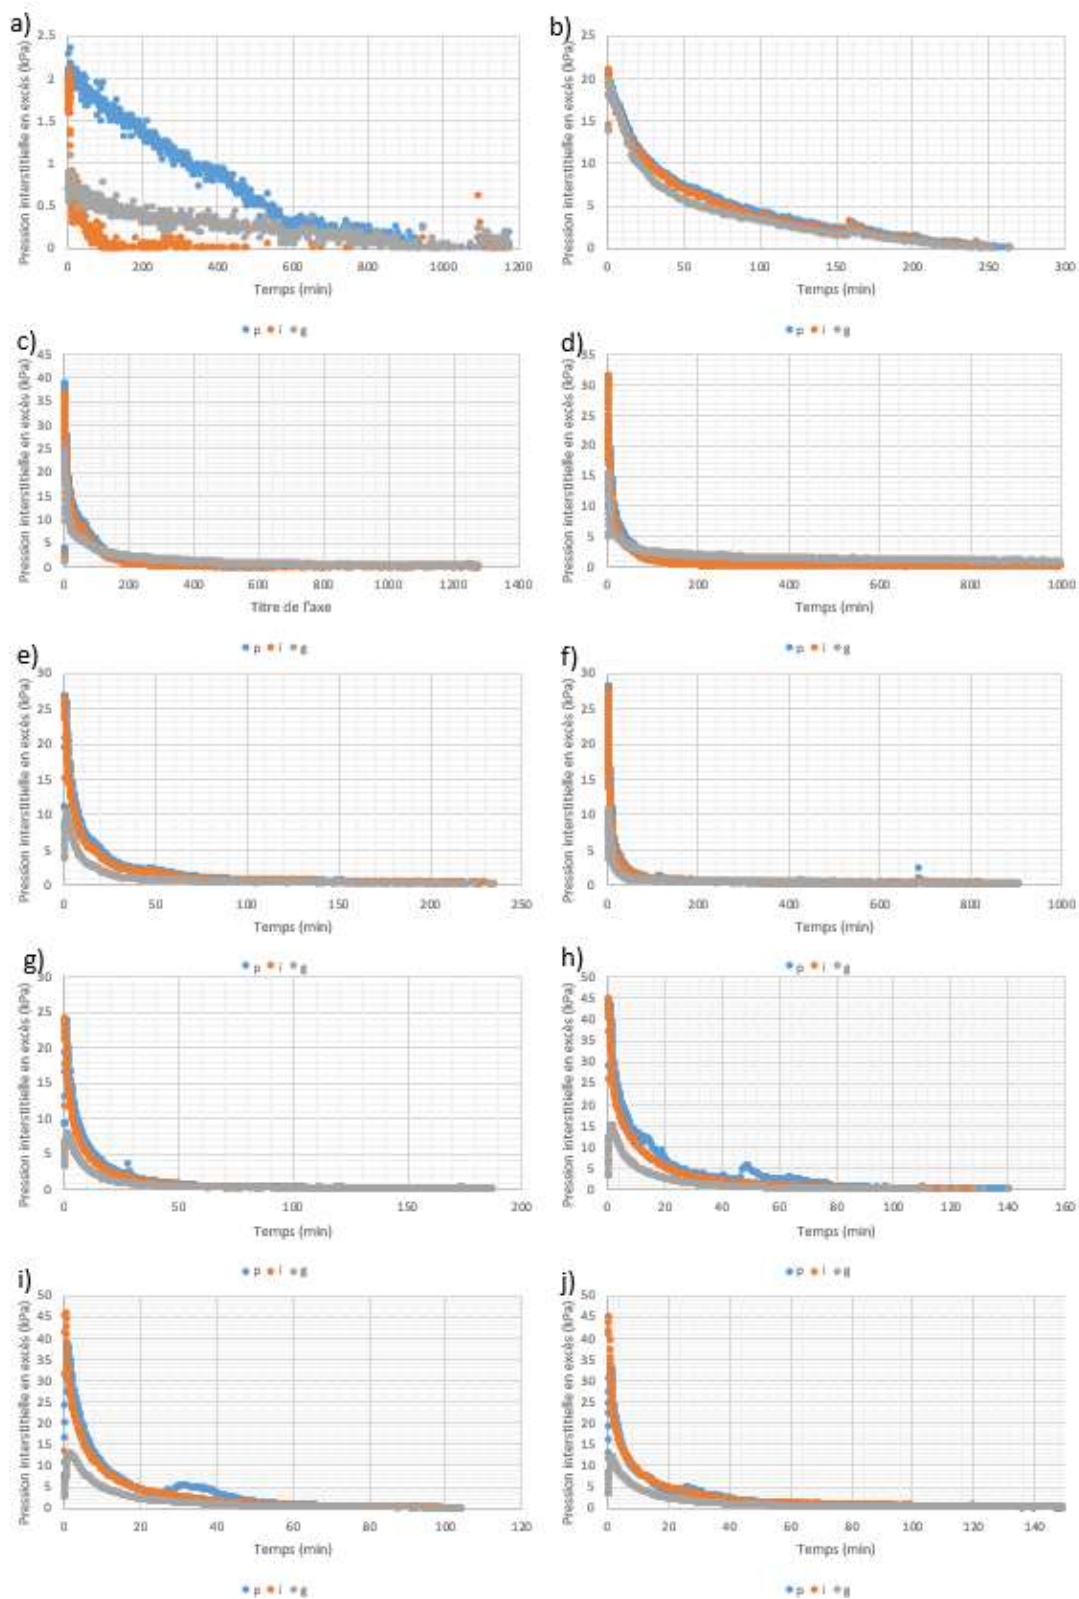 a)
Pression interstitielle en excès (kPa)
2.5
2
1.5
1
0.5
0
0 200 400 600 800 1000 1200
Temps (min)
p i g
b)
Pression interstitielle en excès (kPa)
25
20
15
10
5
0
0 50 100 150 200 250 300
Temps (min)
p i g
c)
Pression interstitielle en excès (kPa)
45
40
35
30
25
20
15
10
5
0
0 200 400 600 800 1000 1200 1400
Titre de l'axe
p i g
d)
Pression interstitielle en excès (kPa)
35
30
25
20
15
10
5
0
0 200 400 600 800 1000
Temps (min)
p i g
e)
Pression interstitielle en excès (kPa)
30
25
20
15
10
5
0
0 50 100 150 200 250
Temps (min)
p i g
f)
Pression interstitielle en excès (kPa)
30
25
20
15
10
5
0
0 200 400 600 800 1000
Temps (min)
p i g
g)
Pression interstitielle en excès (kPa)
30
25
20
15
10
5
0
0 50 100 150 200
Temps (min)
p i g
h)
Pression interstitielle en excès (kPa)
50
45
40
35
30
25
20
15
10
5
0
0 20 40 60 80 100 120 140 160
Temps (min)
p i g
i)
Pression interstitielle en excès (kPa)
50
45
40
35
30
25
20
15
10
5
0
0 20 40 60 80 100 120
Temps (min)
p i g
j)
Pression interstitielle en excès (kPa)
50
45
40
35
30
25
20
15
10
5
0
0 20 40 60 80 100 120 140
Temps (min)
p i g